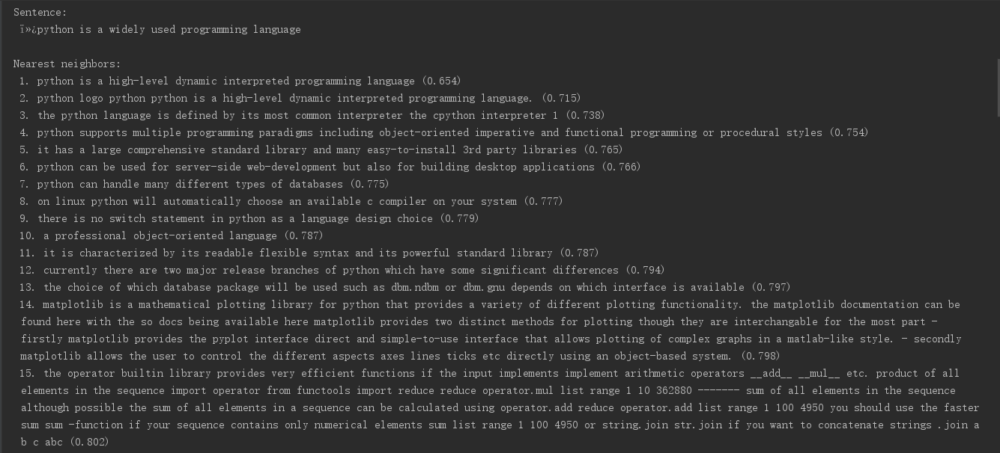 Sentence:
ï»¿python is a widely used programming language
Nearest neighbors:
1. python is a high-level dynamic interpreted programming language (0.654)
2. python logo python python is a high-level dynamic interpreted programming language. (0.715)
3. the python language is defined by its most common interpreter the cpython interpreter 1 (0.738)
4. python supports multiple programming paradigms including object-oriented imperative and functional programming or procedural styles (0.754)
5. it has a large comprehensive standard library and many easy-to-install 3rd party libraries (0.765)
6. python can be used for server-side web-development but also for building desktop applications (0.766)
7. python can handle many different types of databases (0.775)
8. on linux python will automatically choose an available c compiler on your system (0.777)
9. there is no switch statement in python as a language design choice (0.779)
10. a professional object-oriented language (0.787)
11. it is characterized by its readable flexible syntax and its powerful standard library (0.787)
12. currently there are two major release branches of python which have some significant differences (0.794)
13. the choice of which database package will be used such as dbm.ndbm or dbm.gnu depends on which interface is available (0.797)
14. matplotlib is a mathematical plotting library for python that provides a variety of different plotting functionality. the matplotlib documentation can be
found here with the so docs being available here matplotlib provides two distinct methods for plotting though they are interchangable for the most part -
firstly matplotlib provides the pyplot interface direct and simple-to-use interface that allows plotting of complex graphs in a matlab-like style. - secondly
matplotlib allows the user to control the different aspects axes lines ticks etc directly using an object-based system. (0.798)
15. the operator builtin library provides very efficient functions if the input implements implement arithmetic operators __add__ __mul__ etc. product of all
elements in the sequence import operator from functools import reduce reduce operator.mul list range 1 10 362880 ------- sum of all elements in the sequence
although possible the sum of all elements in a sequence can be calculated using operator.add reduce operator.add list range 1 100 4950 you should use the faster
sum sum -function if your sequence contains only numerical elements sum list range 1 100 4950 or string.join str.join if you want to concatenate strings .join a
b c abc (0.802)